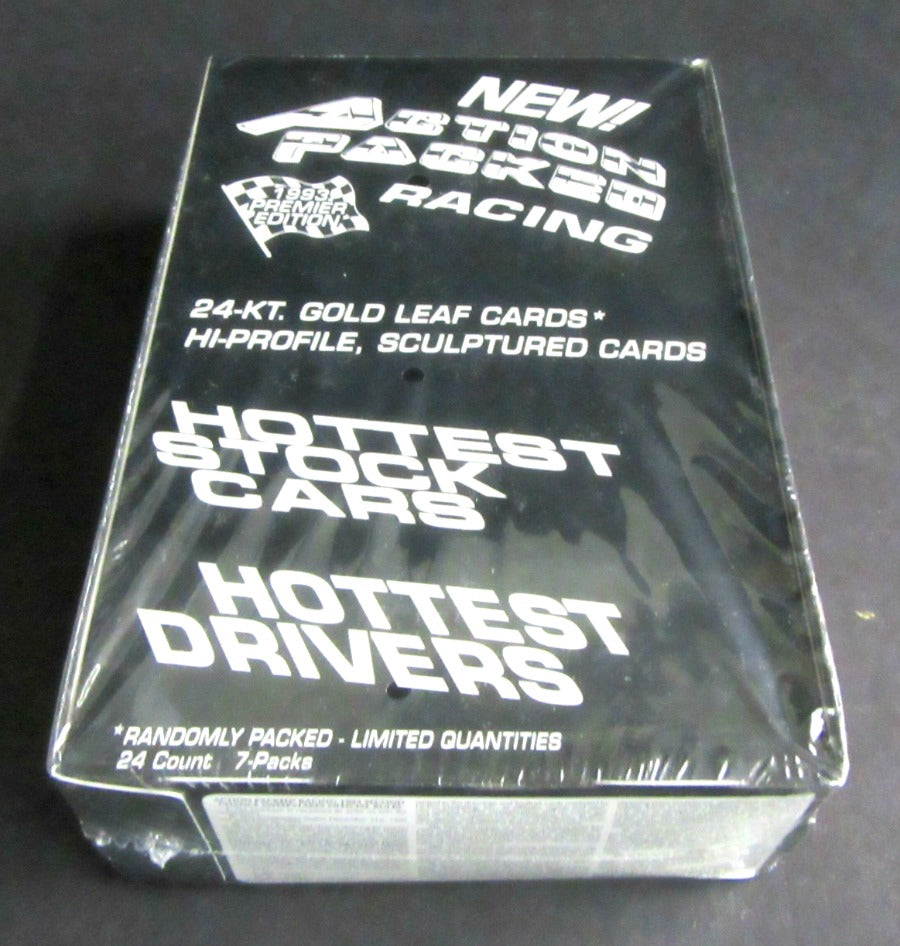 NEW!
ACTION
PACKED
RACING
1993
PREMIER
EDITION
24-KT. GOLD LEAF CARDS*
HI-PROFILE, SCULPTURED CARDS
HOTTEST
STOCK
CARS
HOTTEST
DRIVERS
*RANDOMLY PACKED - LIMITED QUANTITIES
24 Count 7-Packs